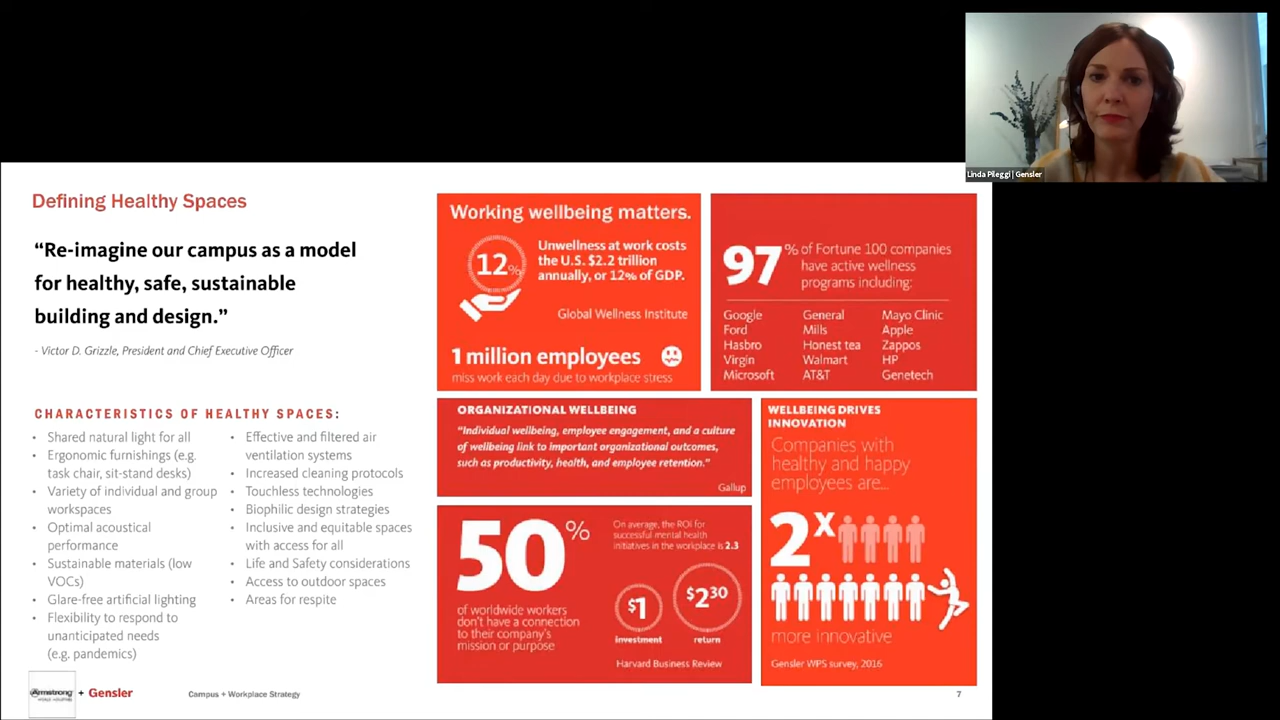 Linda Pileggi | Gensler
Defining Healthy Spaces
“Re-imagine our campus as a model
for healthy, safe, sustainable
building and design.”
- Victor D. Grizzle, President and Chief Executive Officer
CHARACTERISTICS OF HEALTHY SPACES:
• Shared natural light for all
• Ergonomic furnishings (e.g.
task chair, sit-stand desks)
• Variety of individual and group
workspaces
• Optimal acoustical
performance
• Sustainable materials (low
VOCs)
• Glare-free artificial lighting
• Flexibility to respond to
unanticipated needs
(e.g. pandemics)
• Effective and filtered air
ventilation systems
• Increased cleaning protocols
• Touchless technologies
• Biophilic design strategies
• Inclusive and equitable spaces
with access for all
• Life and Safety considerations
• Access to outdoor spaces
• Areas for respite
Working wellbeing matters.
12%
Unwellness at work costs
the U.S. $2.2 trillion
annually, or 12% of GDP.
Global Wellness Institute
1 million employees
miss work each day due to workplace stress
97% of Fortune 100 companies
have active wellness
programs including:
Google
Ford
Hasbro
Virgin
Microsoft
General
Mills
Honest tea
Walmart
AT&T
Mayo Clinic
Apple
Zappos
HP
Genetech
ORGANIZATIONAL WELLBEING
“Individual wellbeing, employee engagement, and a culture
of wellbeing link to important organizational outcomes,
such as productivity, health, and employee retention.”
Gallup
50%
of worldwide workers
don't have a connection
to their company's
mission or purpose
On average, the ROI for
successful mental health
initiatives in the workplace is 2.3
$1
investment
$2.30
return
Harvard Business Review
WELLBEING DRIVES
INNOVATION
Companies with
healthy and happy
employees are...
2X
more innovative
Gensler WPS survey, 2016
Armstrong
WORLD INDUSTRIES
+ Gensler
Campus + Workplace Strategy
7